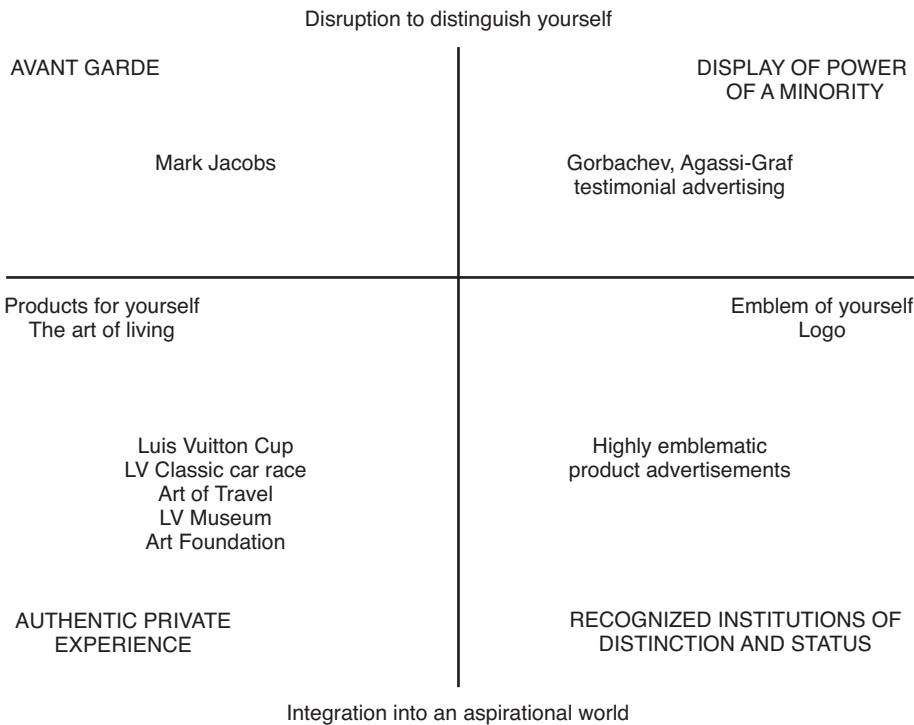 Disruption to distinguish yourself
AVANT GARDE
DISPLAY OF POWER
OF A MINORITY
Mark Jacobs
Gorbachev, Agassi-Graf
testimonial advertising
Products for yourself
The art of living
Emblem of yourself
Logo
Luis Vuitton Cup
LV Classic car race
Art of Travel
LV Museum
Art Foundation
Highly emblematic
product advertisements
AUTHENTIC PRIVATE
EXPERIENCE
RECOGNIZED INSTITUTIONS OF
DISTINCTION AND STATUS
Integration into an aspirational world